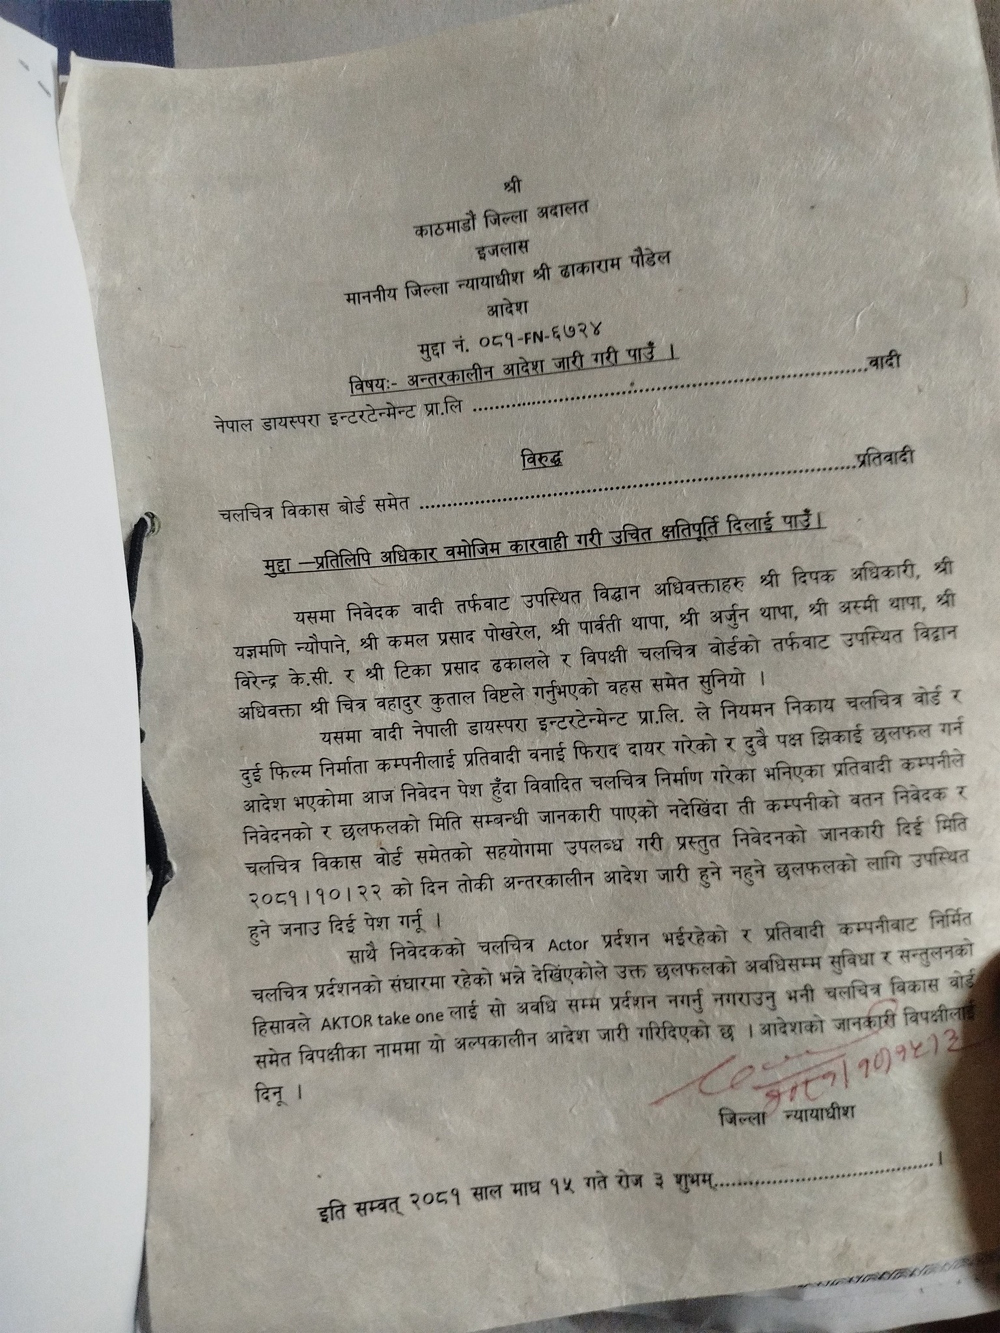 श्री
काठमाडौं जिल्ला अदालत
इजलास
माननीय जिल्ला न्यायाधीश श्री ढाकाराम पौडेल
आदेश
मुद्दा नं. ०८१-FN-६७२४
विषयः- अन्तरकालीन आदेश जारी गरी पाउँ ।
नेपाल डायस्परा इन्टरटेन्मेन्ट प्रा.लि ........................................................वादी
विरुद्ध
चलचित्र विकास बोर्ड समेत ..............................................................प्रतिवादी
मुद्दा –प्रतिलिपि अधिकार वमोजिम कारवाही गरी उचित क्षतिपूर्ति दिलाई पाउँ।
यसमा निवेदक वादी तर्फवाट उपस्थित विद्धान अधिवक्ताहरु श्री दिपक अधिकारी, श्री
यज्ञमणि न्यौपाने, श्री कमल प्रसाद पोखरेल, श्री पार्वती थापा, श्री अर्जुन थापा, श्री अस्मी थापा, श्री
विरेन्द्र के.सी. र श्री टिका प्रसाद ढकालले र विपक्षी चलचित्र वोर्डको तर्फवाट उपस्थित विद्वान
अधिवक्ता श्री चित्र वहादुर कुताल विष्टले गर्नुभएको वहस समेत सुनियो ।
यसमा वादी नेपाली डायस्परा इन्टरटेन्मेन्ट प्रा.लि. ले नियमन निकाय चलचित्र वोर्ड र
दुई फिल्म निर्माता कम्पनीलाई प्रतिवादी वनाई फिराद दायर गरेको र दुबै पक्ष झिकाई छलफल गर्न
आदेश भएकोमा आज निवेदन पेश हुँदा विवादित चलचित्र निर्माण गरेका भनिएका प्रतिवादी कम्पनीले
निवेदनको र छलफलको मिति सम्बन्धी जानकारी पाएको नदेखिंदा ती कम्पनीको वतन निवेदक र
चलचित्र विकास वोर्ड समेतको सहयोगमा उपलब्ध गरी प्रस्तुत निवेदनको जानकारी दिई मिति
२०८१।१०।२२ को दिन तोकी अन्तरकालीन आदेश जारी हुने नहुने छलफलको लागि उपस्थित
हुने जनाउ दिई पेश गर्नू ।
साथै निवेदकको चलचित्र Actor प्रर्दशन भईरहेको र प्रतिवादी कम्पनीवाट निर्मित
चलचित्र प्रर्दशनको संघारमा रहेको भन्ने देखिएकोले उक्त छलफलको अवधिसम्म सुविधा र सन्तुलनको
हिसावले AKTOR take one लाई सो अवधि सम्म प्रर्दशन नगर्नु नगराउनु भनी चलचित्र विकास वोर्ड
समेत विपक्षीका नाममा यो अल्पकालीन आदेश जारी गरिदिएको छ । आदेशको जानकारी विपक्षीलाई
दिनू ।
२०८१।१०।१५।३
जिल्ला न्यायाधीश
इति सम्वत् २०८१ साल माघ १५ गते रोज ३ शुभम्....................................।